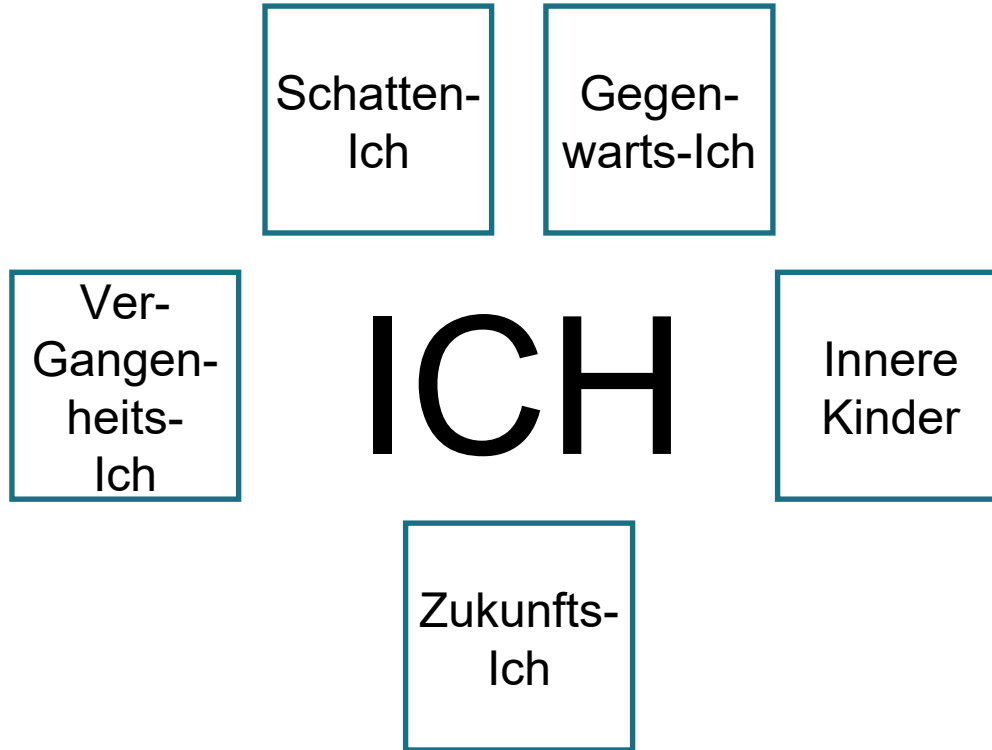 Schatten-
Ich
Gegen-
warts-Ich
Ver-
Gangen-
heits-
Ich
ICH
Innere
Kinder
Zukunfts-
Ich